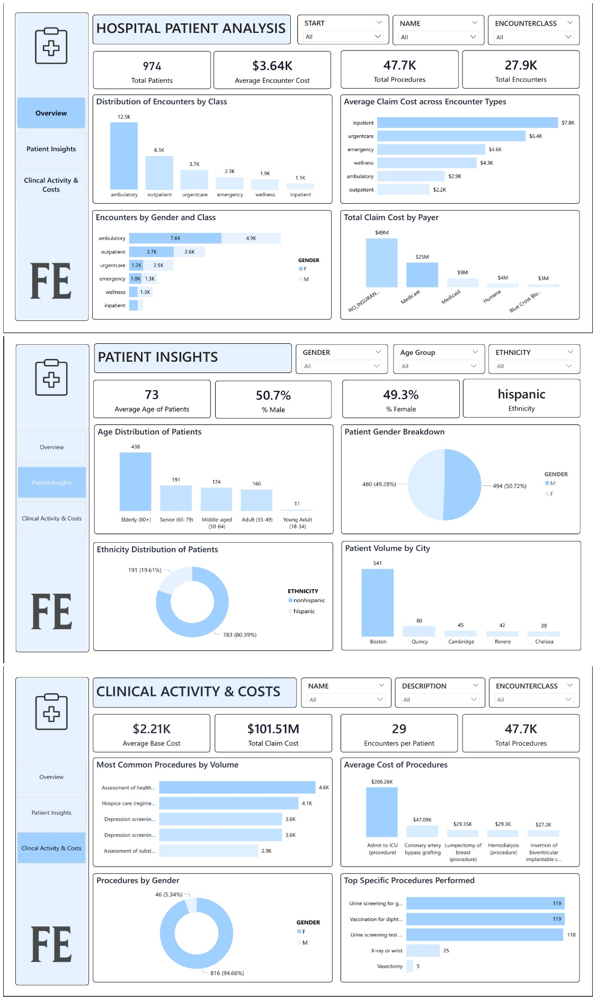 HOSPITAL PATIENT ANALYSIS
START
All
NAME
All
ENCOUNTERCLASS
All
974
Total Patients
$3.64K
Average Encounter Cost
47.7K
Total Procedures
27.9K
Total Encounters
Overview
Patient Insights
Clincal Activity &
Costs
FE
Distribution of Encounters by Class
12.5K
6.3K
3.7K
2.3K
1.9K
1.1K
ambulatory outpatient urgentcare emergency wellness inpatient
Average Claim Cost across Encounter Types
inpatient $7.8K
urgentcare $6.4K
emergency $4.6K
wellness $4.3K
ambulatory $2.9K
outpatient $2.2K
Encounters by Gender and Class
ambulatory 7.6K 4.9K
outpatient 3.7K 2.6K
urgentcare 1.2K 2.5K
emergency 1.0K 1.3K
wellness 1.3K
inpatient
GENDER
F
M
Total Claim Cost by Payer
$49M
$25M
$9M
$4M
$3M
NO_INSURAN... Medicare Medicaid Humana Blue Cross Blu...
PATIENT INSIGHTS
GENDER
All
Age Group
All
ETHNICITY
All
73
Average Age of Patients
50.7%
% Male
49.3%
% Female
hispanic
Ethnicity
Overview
Patient Insights
Clincal Activity & Costs
FE
Age Distribution of Patients
438
191
174
160
11
Elderly (80+) Senior (65-79) Middle-aged (50-64) Adult (35-49) Young Adult (18-34)
Patient Gender Breakdown
480 (49.28%)
494 (50.72%)
GENDER
M
F
Ethnicity Distribution of Patients
191 (19.61%)
783 (80.39%)
ETHNICITY
nonhispanic
hispanic
Patient Volume by City
541
80
45
42
39
Boston Quincy Cambridge Revere Chelsea
CLINICAL ACTIVITY & COSTS
NAME
All
DESCRIPTION
All
ENCOUNTERCLASS
All
$2.21K
Average Base Cost
$101.51M
Total Claim Cost
29
Encounters per Patient
47.7K
Total Procedures
Overview
Patient Insights
Clincal Activity & Costs
FE
Most Common Procedures by Volume
Assessment of health... 4.6K
Hospice care (regime... 4.1K
Depression screenin... 3.6K
Depression screenin... 3.6K
Assessment of subst... 2.9K
Average Cost of Procedures
$206.26K
$47.09K
$29.35K
$29.3K
$27.2K
Admit to ICU (procedure)
Coronary artery bypass grafting
Lumpectomy of breast (procedure)
Hemodialysis (procedure)
Insertion of biventricular implantable c...
Procedures by Gender
46 (5.34%)
816 (94.66%)
GENDER
F
M
Top Specific Procedures Performed
Urine screening for g... 119
Vaccination for dipht... 119
Urine screening test ... 118
X-ray or wrist 25
Vasectomy 5